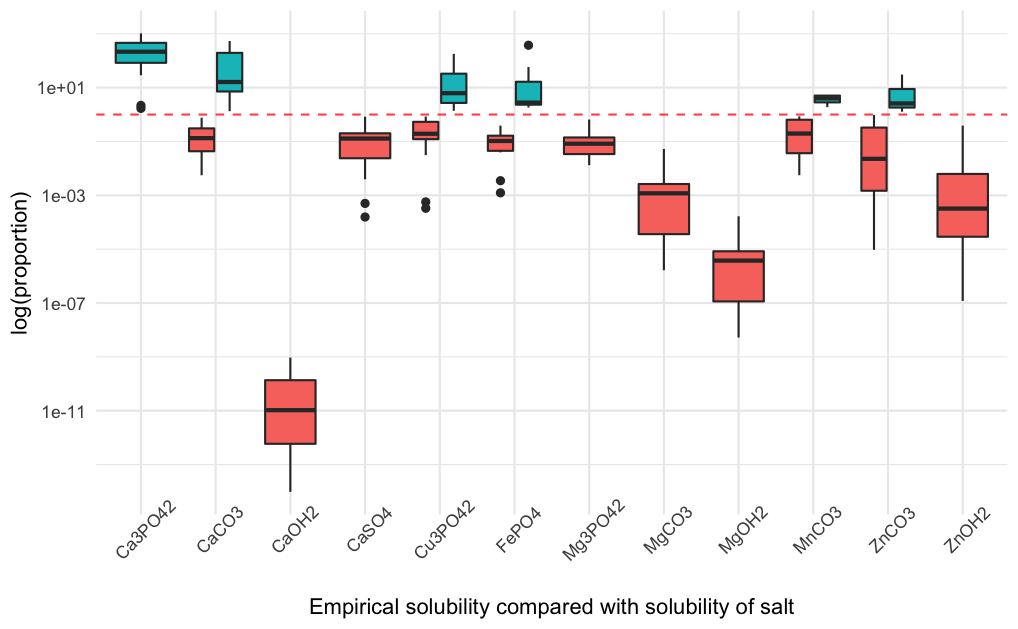 log(proportion)
1e+01
1e-03
1e-07
1e-11
Ca3PO42
CaCO3
CaOH2
CaSO4
Cu3PO42
FePO4
Mg3PO42
MgCO3
MgOH2
MnCO3
ZnCO3
ZnOH2
Empirical solubility compared with solubility of salt